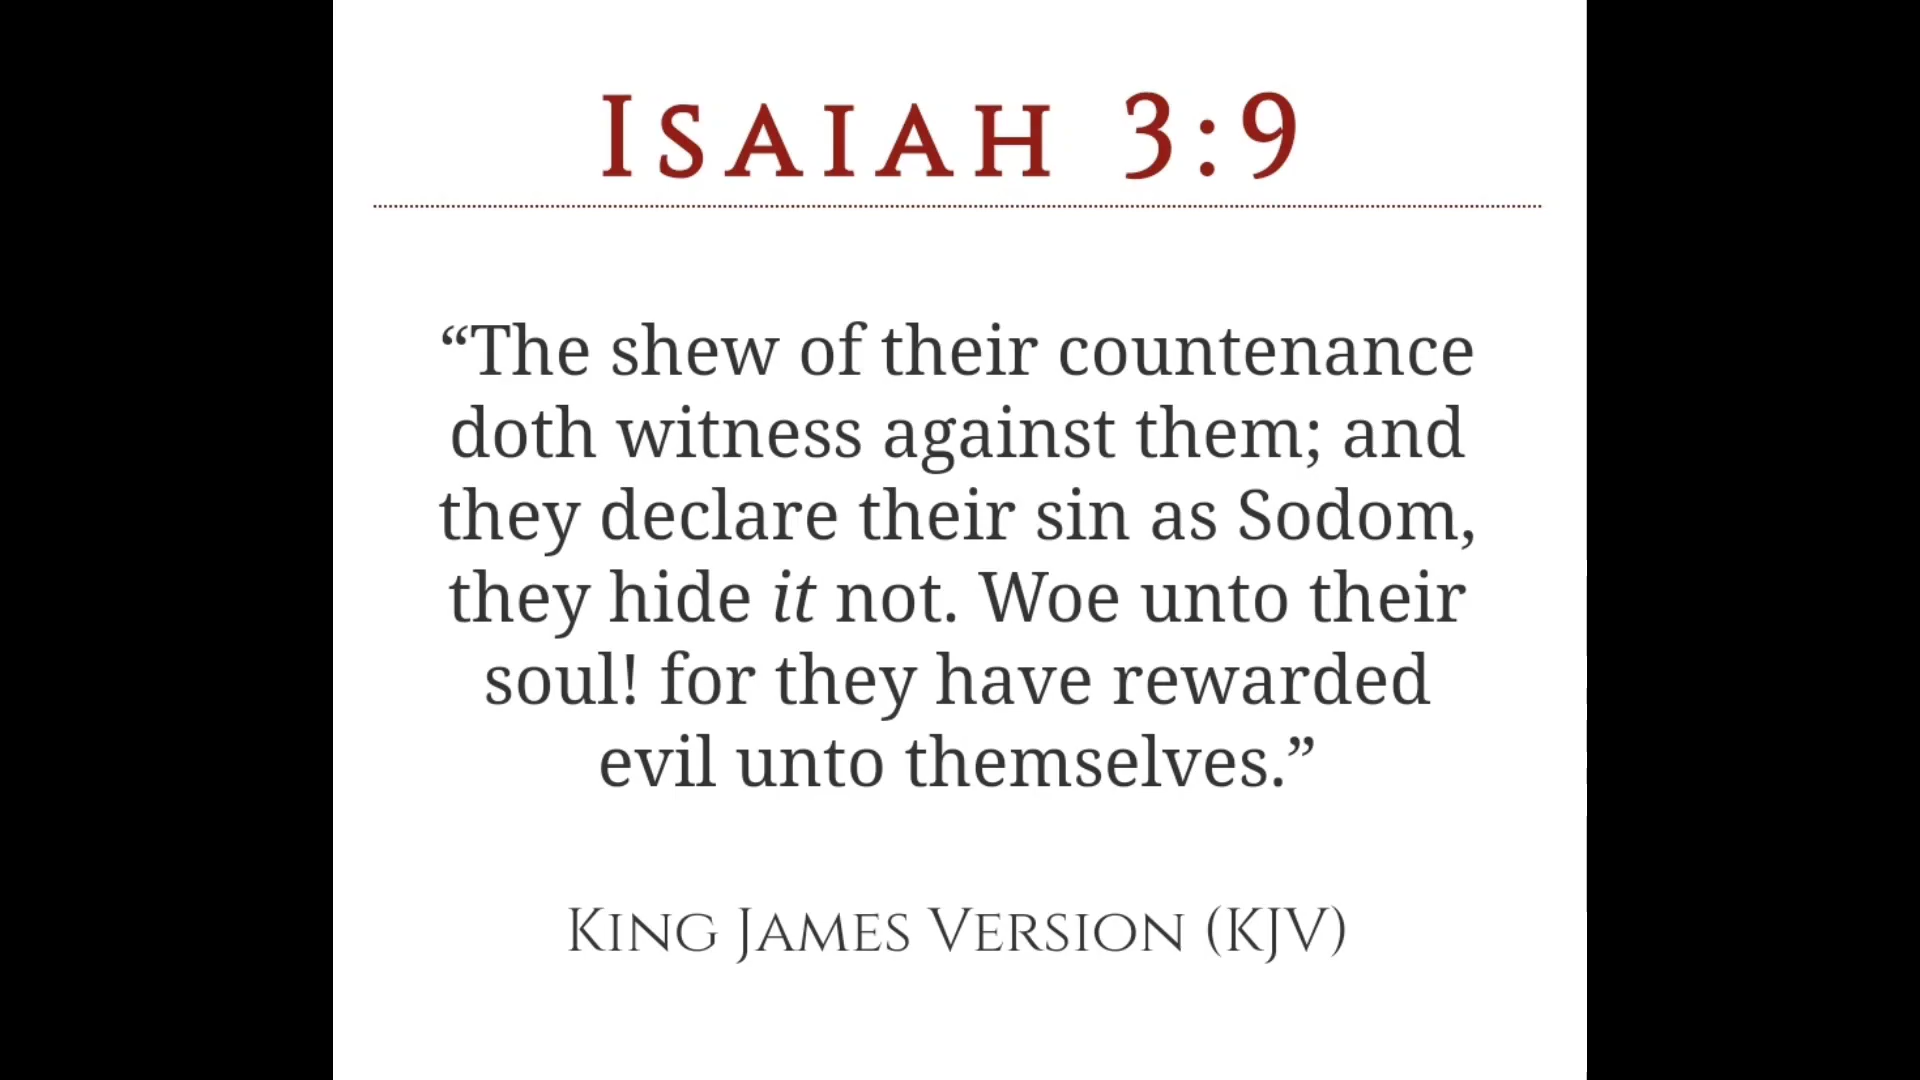 Isaiah 3:9
“The shew of their countenance
doth witness against them; and
they declare their sin as Sodom,
they hide it not. Woe unto their
soul! for they have rewarded
evil unto themselves.”
King James Version (KJV)